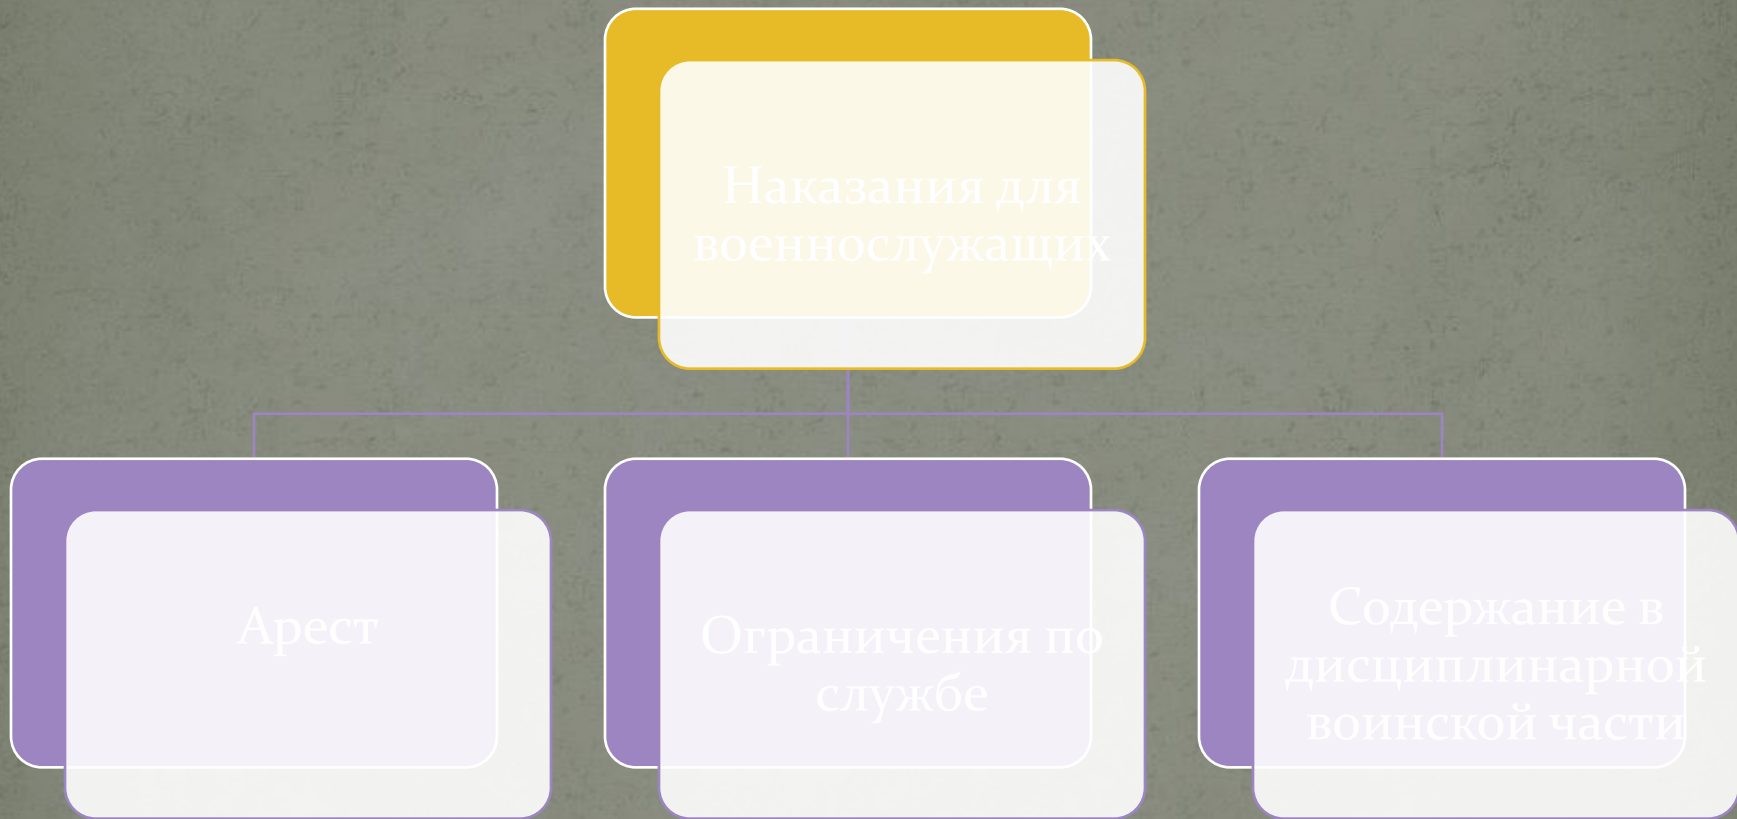 Наказания для
военнослужащих
Арест
Ограничения по
службе
Содержание в
дисциплинарной
воинской части